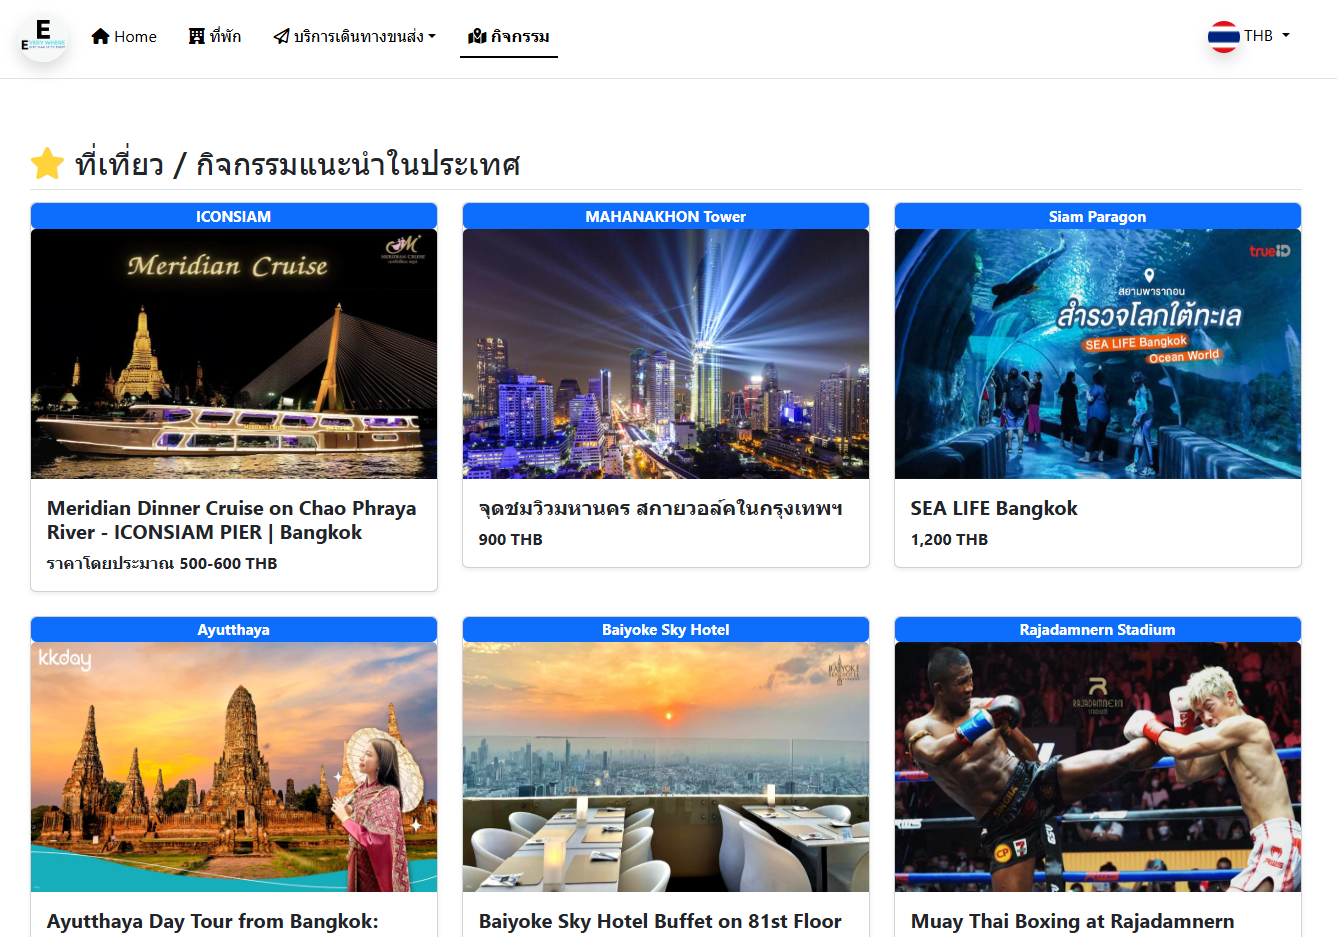 E
EVERY WHERE
Home
ที่พัก
บริการเดินทางขนส่ง
กิจกรรม
THB
ที่เที่ยว / กิจกรรมแนะนำในประเทศ
ICONSIAM
Meridian Cruise
MERIDIAN CRUISE
Meridian Dinner Cruise on Chao Phraya
River - ICONSIAM PIER | Bangkok
ราคาโดยประมาณ 500-600 THB
MAHANAKHON Tower
จุดชมวิวมหานคร สกายวอล์คในกรุงเทพฯ
900 THB
Siam Paragon
trueiD
สยามพารากอน
สำรวจโลกใต้ทะเล
SEA LIFE Bangkok
Ocean World
SEA LIFE Bangkok
1,200 THB
Ayutthaya
kkday
Ayutthaya Day Tour from Bangkok:
Baiyoke Sky Hotel
BAIYOKE
SKY HOTEL
Baiyoke Sky Hotel Buffet on 81st Floor
Rajadamnern Stadium
RAJADAMNERN
STADIUM
CP
7
Muay Thai Boxing at Rajadamnern